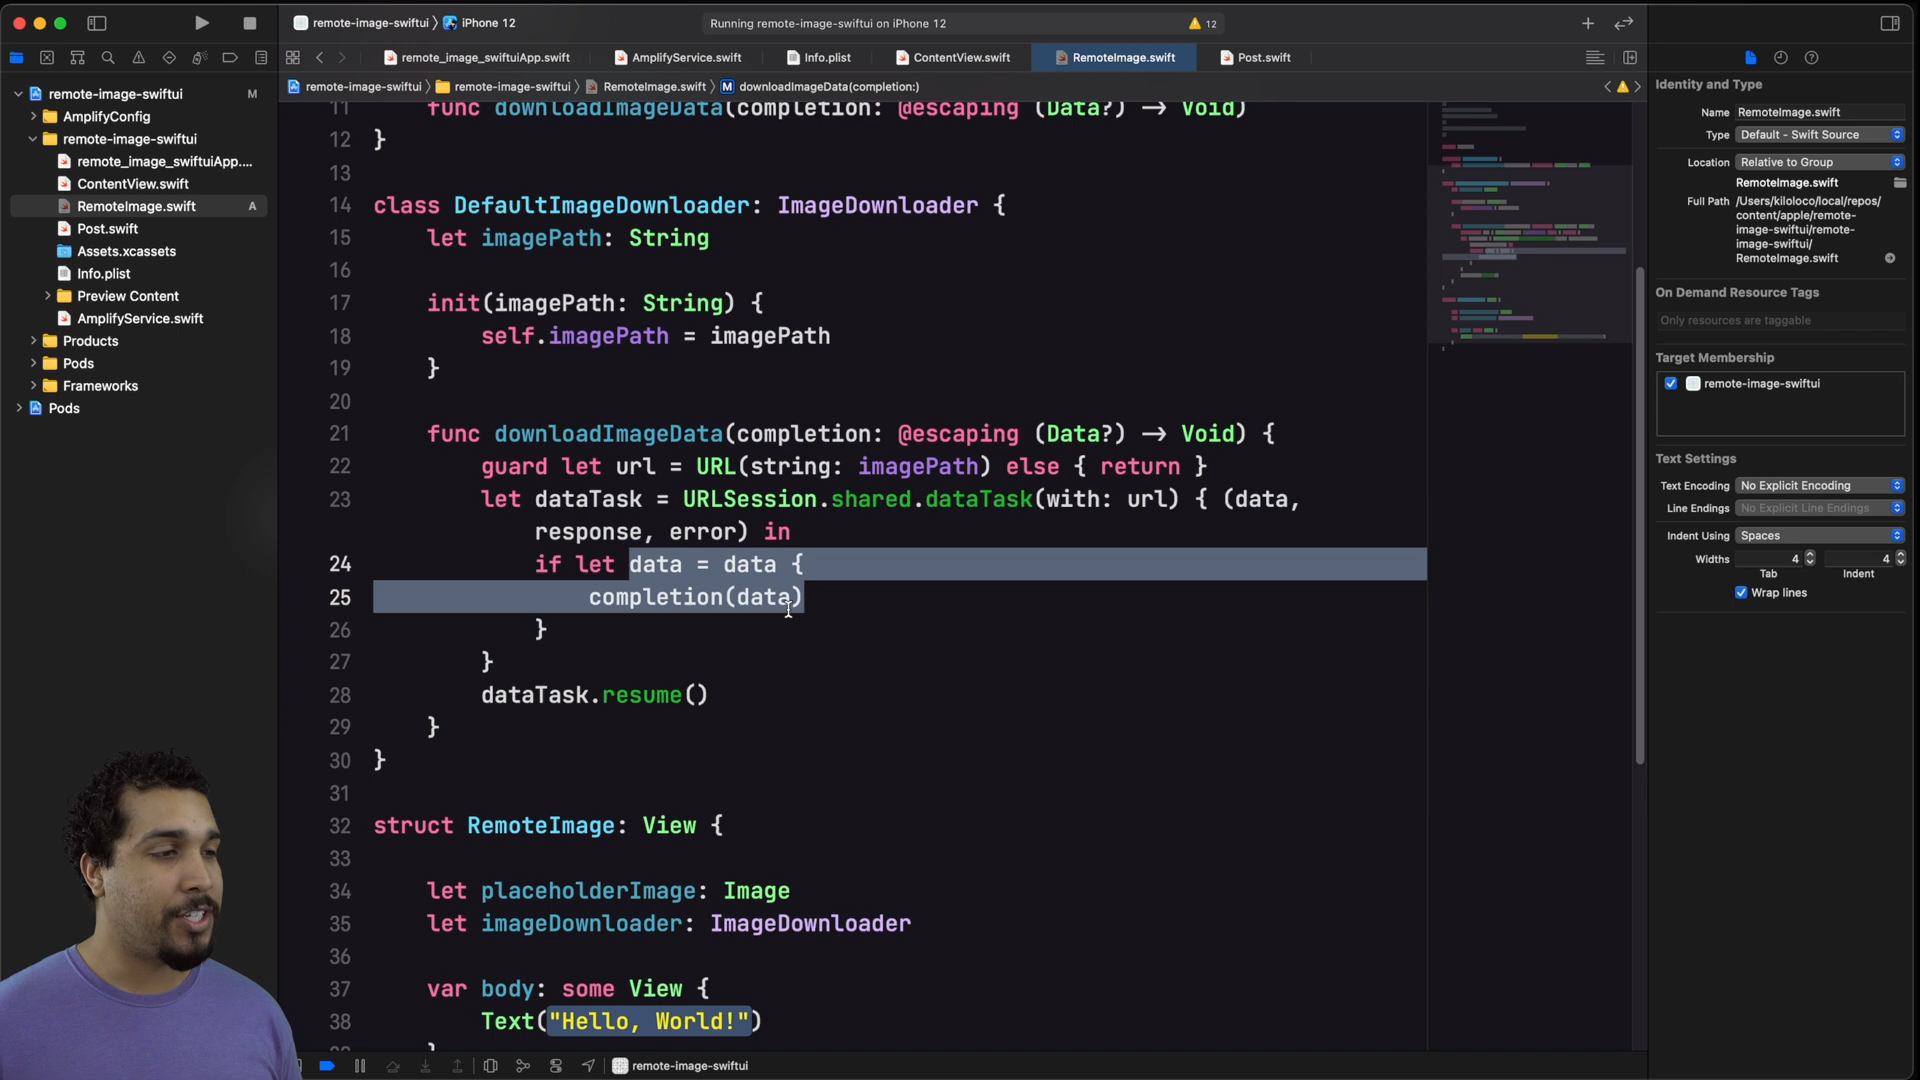 remote-image-swiftui 〉 iPhone 12
Running remote-image-swiftui on iPhone 12
12
remote_image_swiftuiApp.swift
AmplifyService.swift
Info.plist
ContentView.swift
RemoteImage.swift
Post.swift
remote-image-swiftui 〉 remote-image-swiftui 〉 RemoteImage.swift 〉 M downloadImageData(completion:)
remote-image-swiftui M
AmplifyConfig
remote-image-swiftui
remote_image_swiftuiApp....
ContentView.swift
RemoteImage.swift A
Post.swift
Assets.xcassets
Info.plist
Preview Content
AmplifyService.swift
Products
Pods
Frameworks
Pods
11 func downloadImageData(completion: @escaping (Data?) -> Void)
12 }
13
14 class DefaultImageDownloader: ImageDownloader {
15 let imagePath: String
16
17 init(imagePath: String) {
18 self.imagePath = imagePath
19 }
20
21 func downloadImageData(completion: @escaping (Data?) -> Void) {
22 guard let url = URL(string: imagePath) else { return }
23 let dataTask = URLSession.shared.dataTask(with: url) { (data,
response, error) in
24 if let data = data {
25 completion(data)
26 }
27 }
28 dataTask.resume()
29 }
30 }
31
32 struct RemoteImage: View {
33
34 let placeholderImage: Image
35 let imageDownloader: ImageDownloader
36
37 var body: some View {
38 Text("Hello, World!")
remote-image-swiftui
Identity and Type
Name RemoteImage.swift
Type Default - Swift Source
Location Relative to Group
RemoteImage.swift
Full Path /Users/kiloloco/local/repos/
content/apple/remote-
image-swiftui/remote-
image-swiftui/
RemoteImage.swift
On Demand Resource Tags
Only resources are taggable
Target Membership
remote-image-swiftui
Text Settings
Text Encoding No Explicit Encoding
Line Endings No Explicit Line Endings
Indent Using Spaces
Widths 4 4
Tab Indent
Wrap lines